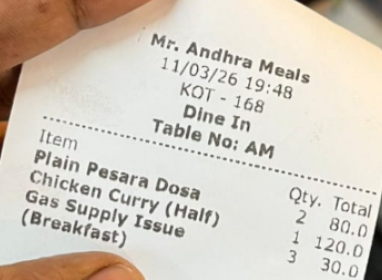 Mr. Andhra Meals
11/03/26 19:48
KOT - 168
Dine In
Table No: AM
Item Qty. Total
Plain Pesara Dosa 2 80.0
Chicken Curry (Half) 1 120.0
Gas Supply Issue 3 30.0
(Breakfast)